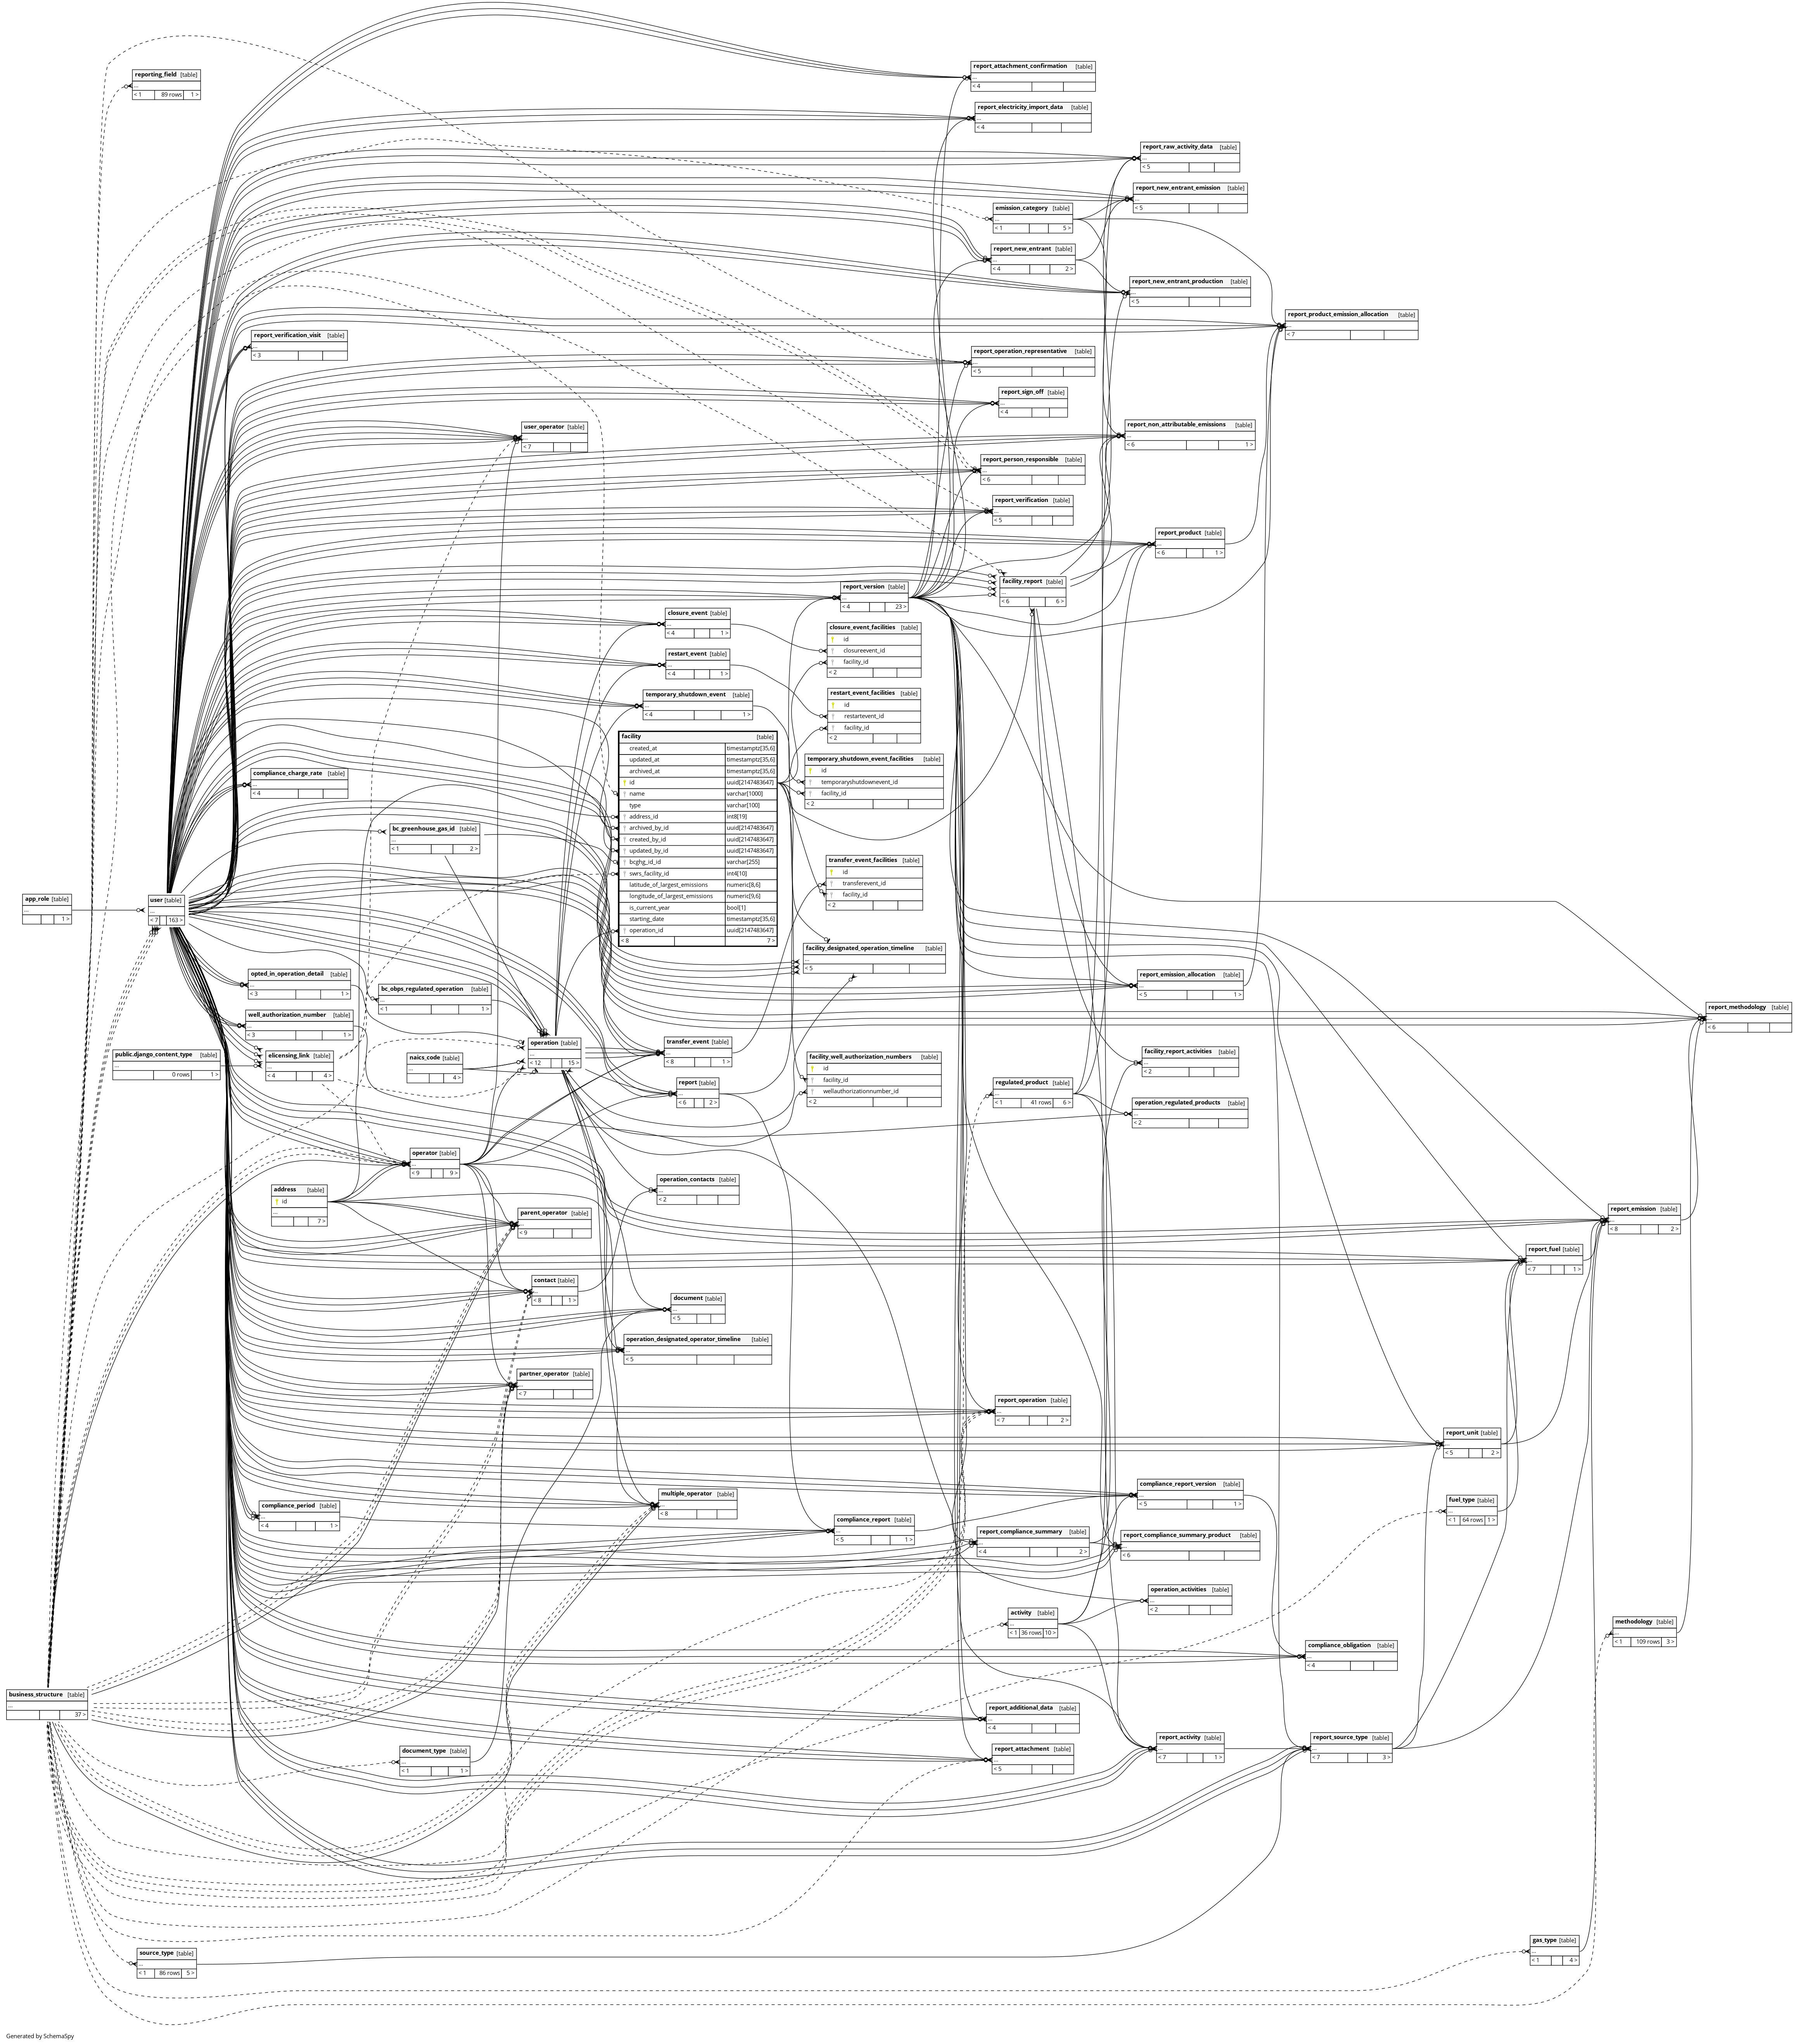 report_attachment_confirmation [table]
...
< 4
reporting_field [table]
...
< 1 89 rows 1 >
report_electricity_import_data [table]
...
< 4
report_raw_activity_data [table]
...
< 5
report_new_entrant_emission [table]
...
< 5
emission_category [table]
...
< 1 5 >
report_new_entrant [table]
...
< 4 2 >
report_new_entrant_production [table]
...
< 5
report_product_emission_allocation [table]
...
< 7
report_verification_visit [table]
...
< 3
report_operation_representative [table]
...
< 5
report_sign_off [table]
...
< 4
user_operator [table]
...
< 7
report_non_attributable_emissions [table]
...
< 6 1 >
report_person_responsible [table]
...
< 6
report_verification [table]
...
< 5
report_product [table]
...
< 6 1 >
facility_report [table]
...
< 6 6 >
report_version [table]
...
< 4 23 >
closure_event [table]
...
< 4 1 >
closure_event_facilities [table]
id
closureevent_id
facility_id
< 2
restart_event [table]
...
< 4 1 >
restart_event_facilities [table]
id
restartevent_id
facility_id
< 2
temporary_shutdown_event [table]
...
< 4 1 >
facility [table]
created_at timestamptz[35,6]
updated_at timestamptz[35,6]
archived_at timestamptz[35,6]
id uuid[2147483647]
name varchar[1000]
type varchar[100]
address_id int8[19]
archived_by_id uuid[2147483647]
created_by_id uuid[2147483647]
updated_by_id uuid[2147483647]
bcghg_id_id varchar[255]
swrs_facility_id int4[10]
latitude_of_largest_emissions numeric[8,6]
longitude_of_largest_emissions numeric[9,6]
is_current_year bool[1]
starting_date timestamptz[35,6]
operation_id uuid[2147483647]
< 8 7 >
temporary_shutdown_event_facilities [table]
id
temporaryshutdownevent_id
facility_id
< 2
compliance_charge_rate [table]
...
< 4
bc_greenhouse_gas_id [table]
...
< 1 2 >
transfer_event_facilities [table]
id
transferevent_id
facility_id
< 2
app_role [table]
...
1 >
user [table]
...
< 7 163 >
facility_designated_operation_timeline [table]
...
< 5
opted_in_operation_detail [table]
...
< 3 1 >
bc_obps_regulated_operation [table]
...
< 1 1 >
report_emission_allocation [table]
...
< 5 1 >
report_methodology [table]
...
< 6
well_authorization_number [table]
...
< 3 1 >
public.django_content_type [table]
...
0 rows 1 >
elicensing_link [table]
...
< 4 4 >
naics_code [table]
...
4 >
operation [table]
...
< 12 15 >
transfer_event [table]
...
< 8 1 >
facility_well_authorization_numbers [table]
id
facility_id
wellauthorizationnumber_id
< 2
facility_report_activities [table]
...
< 2
report [table]
...
< 6 2 >
regulated_product [table]
...
< 1 41 rows 6 >
operation_regulated_products [table]
...
< 2
operator [table]
...
< 9 9 >
address [table]
id
...
7 >
operation_contacts [table]
...
< 2
parent_operator [table]
...
< 9
report_emission [table]
...
< 8 2 >
report_fuel [table]
...
< 7 1 >
contact [table]
...
< 8 1 >
document [table]
...
< 5
operation_designated_operator_timeline [table]
...
< 5
partner_operator [table]
...
< 7
report_operation [table]
...
< 7 2 >
report_unit [table]
...
< 5 2 >
compliance_report_version [table]
...
< 5 1 >
multiple_operator [table]
...
< 8
compliance_period [table]
...
< 4 1 >
fuel_type [table]
...
< 1 64 rows 1 >
compliance_report [table]
...
< 5 1 >
report_compliance_summary [table]
...
< 4 2 >
report_compliance_summary_product [table]
...
< 6
operation_activities [table]
...
< 2
activity [table]
...
< 1 36 rows 10 >
methodology [table]
...
< 1 109 rows 3 >
compliance_obligation [table]
...
< 4
business_structure [table]
...
37 >
report_additional_data [table]
...
< 4
report_activity [table]
...
< 7 1 >
report_source_type [table]
...
< 7 3 >
document_type [table]
...
< 1 1 >
report_attachment [table]
...
< 5
gas_type [table]
...
< 1 4 >
source_type [table]
...
< 1 86 rows 5 >
Generated by SchemaSpy